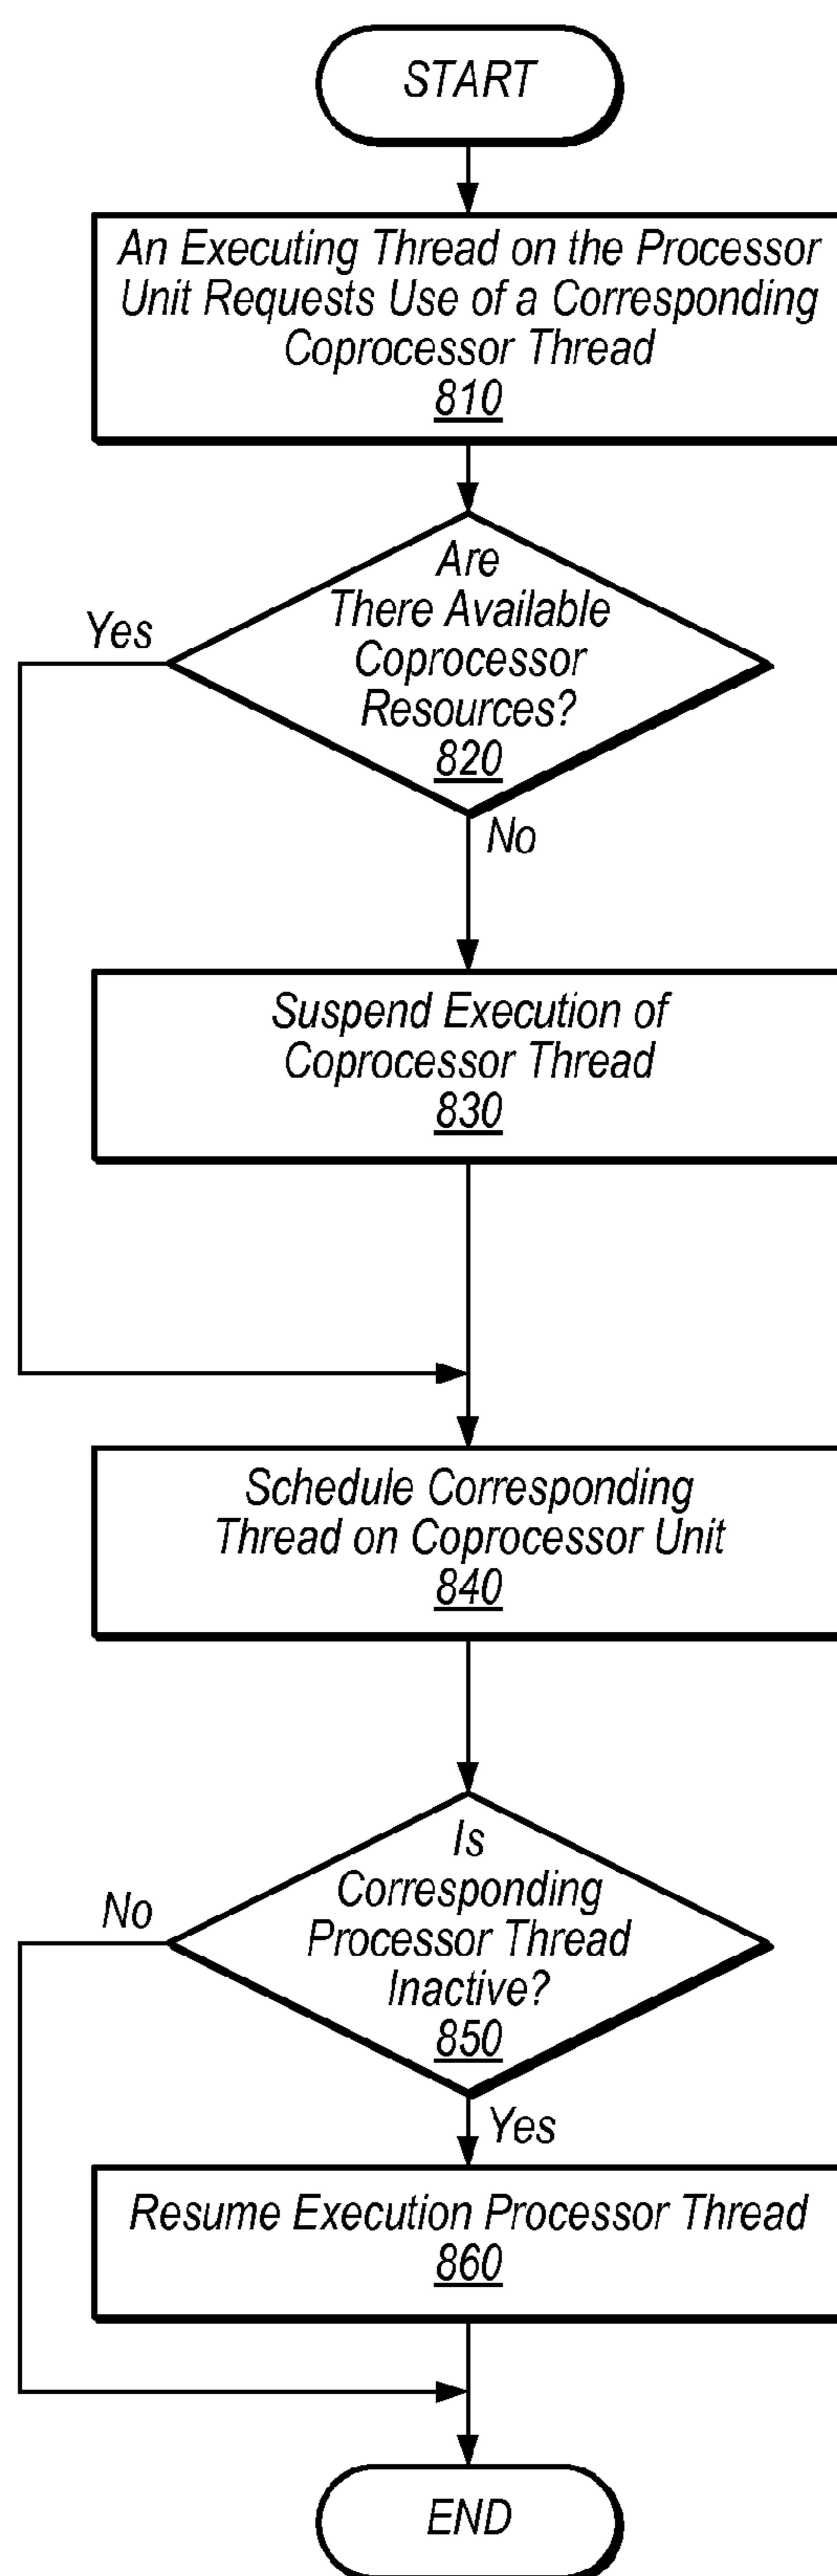 START
An Executing Thread on the Processor
Unit Requests Use of a Corresponding
Coprocessor Thread
810
Are
There Available
Coprocessor
Resources?
820
Yes
No
Suspend Execution of
Coprocessor Thread
830
Schedule Corresponding
Thread on Coprocessor Unit
840
Is
Corresponding
Processor Thread
Inactive?
850
No
Yes
Resume Execution Processor Thread
860
END